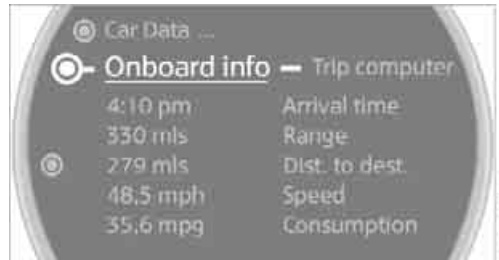 Car Data ...
Onboard info – Trip computer
4:10 pm Arrival time
330 mls Range
279 mls Dist. to dest.
48.5 mph Speed
35.6 mpg Consumption